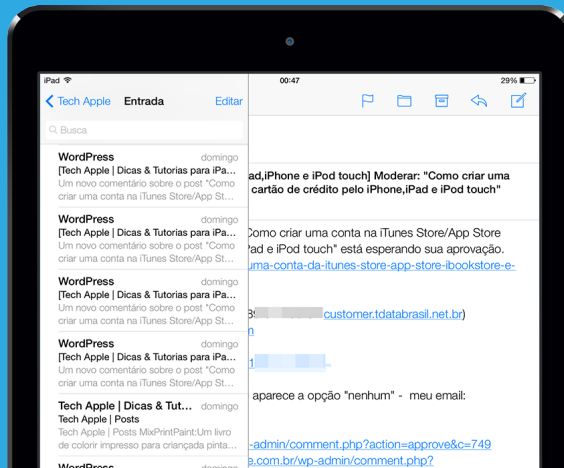 iPad
00:47
29%
Tech Apple
Entrada
Editar
Busca
WordPress domingo
[Tech Apple | Dicas & Tutorias para iPa...
Um novo comentário sobre o post "Como
criar uma conta na iTunes Store/App St...
WordPress domingo
[Tech Apple | Dicas & Tutorias para iPa...
Um novo comentário sobre o post "Como
criar uma conta na iTunes Store/App St...
WordPress domingo
[Tech Apple | Dicas & Tutorias para iPa...
Um novo comentário sobre o post "Como
criar uma conta na iTunes Store/App St...
WordPress domingo
[Tech Apple | Dicas & Tutorias para iPa...
Um novo comentário sobre o post "Como
criar uma conta na iTunes Store/App St...
Tech Apple | Dicas & Tut... domingo
Tech Apple | Posts
Tech Apple | Posts MixPrintPaint:Um livro
de colorir impresso para criançada pinta...
WordPress domingo
ad,iPhone e iPod touch] Moderar: "Como criar uma
cartão de crédito pelo iPhone,iPad e iPod touch"
Como criar uma conta na iTunes Store/App Store
Pad e iPod touch" está esperando sua aprovação.
uma-conta-da-itunes-store-app-store-ibookstore-e-
customer.tdatabrasil.net.br)
aparece a opção "nenhum" - meu email:
-admin/comment.php?action=approve&c=749
e.com.br/wp-admin/comment.php?